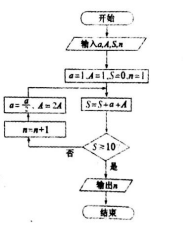 开始
输入a,A,S,n
a=1,A=1,S=0,n=1
S=S+a+A
a=a/2, A=2A
n=n+1
S≥10
否
是
输出n
结束